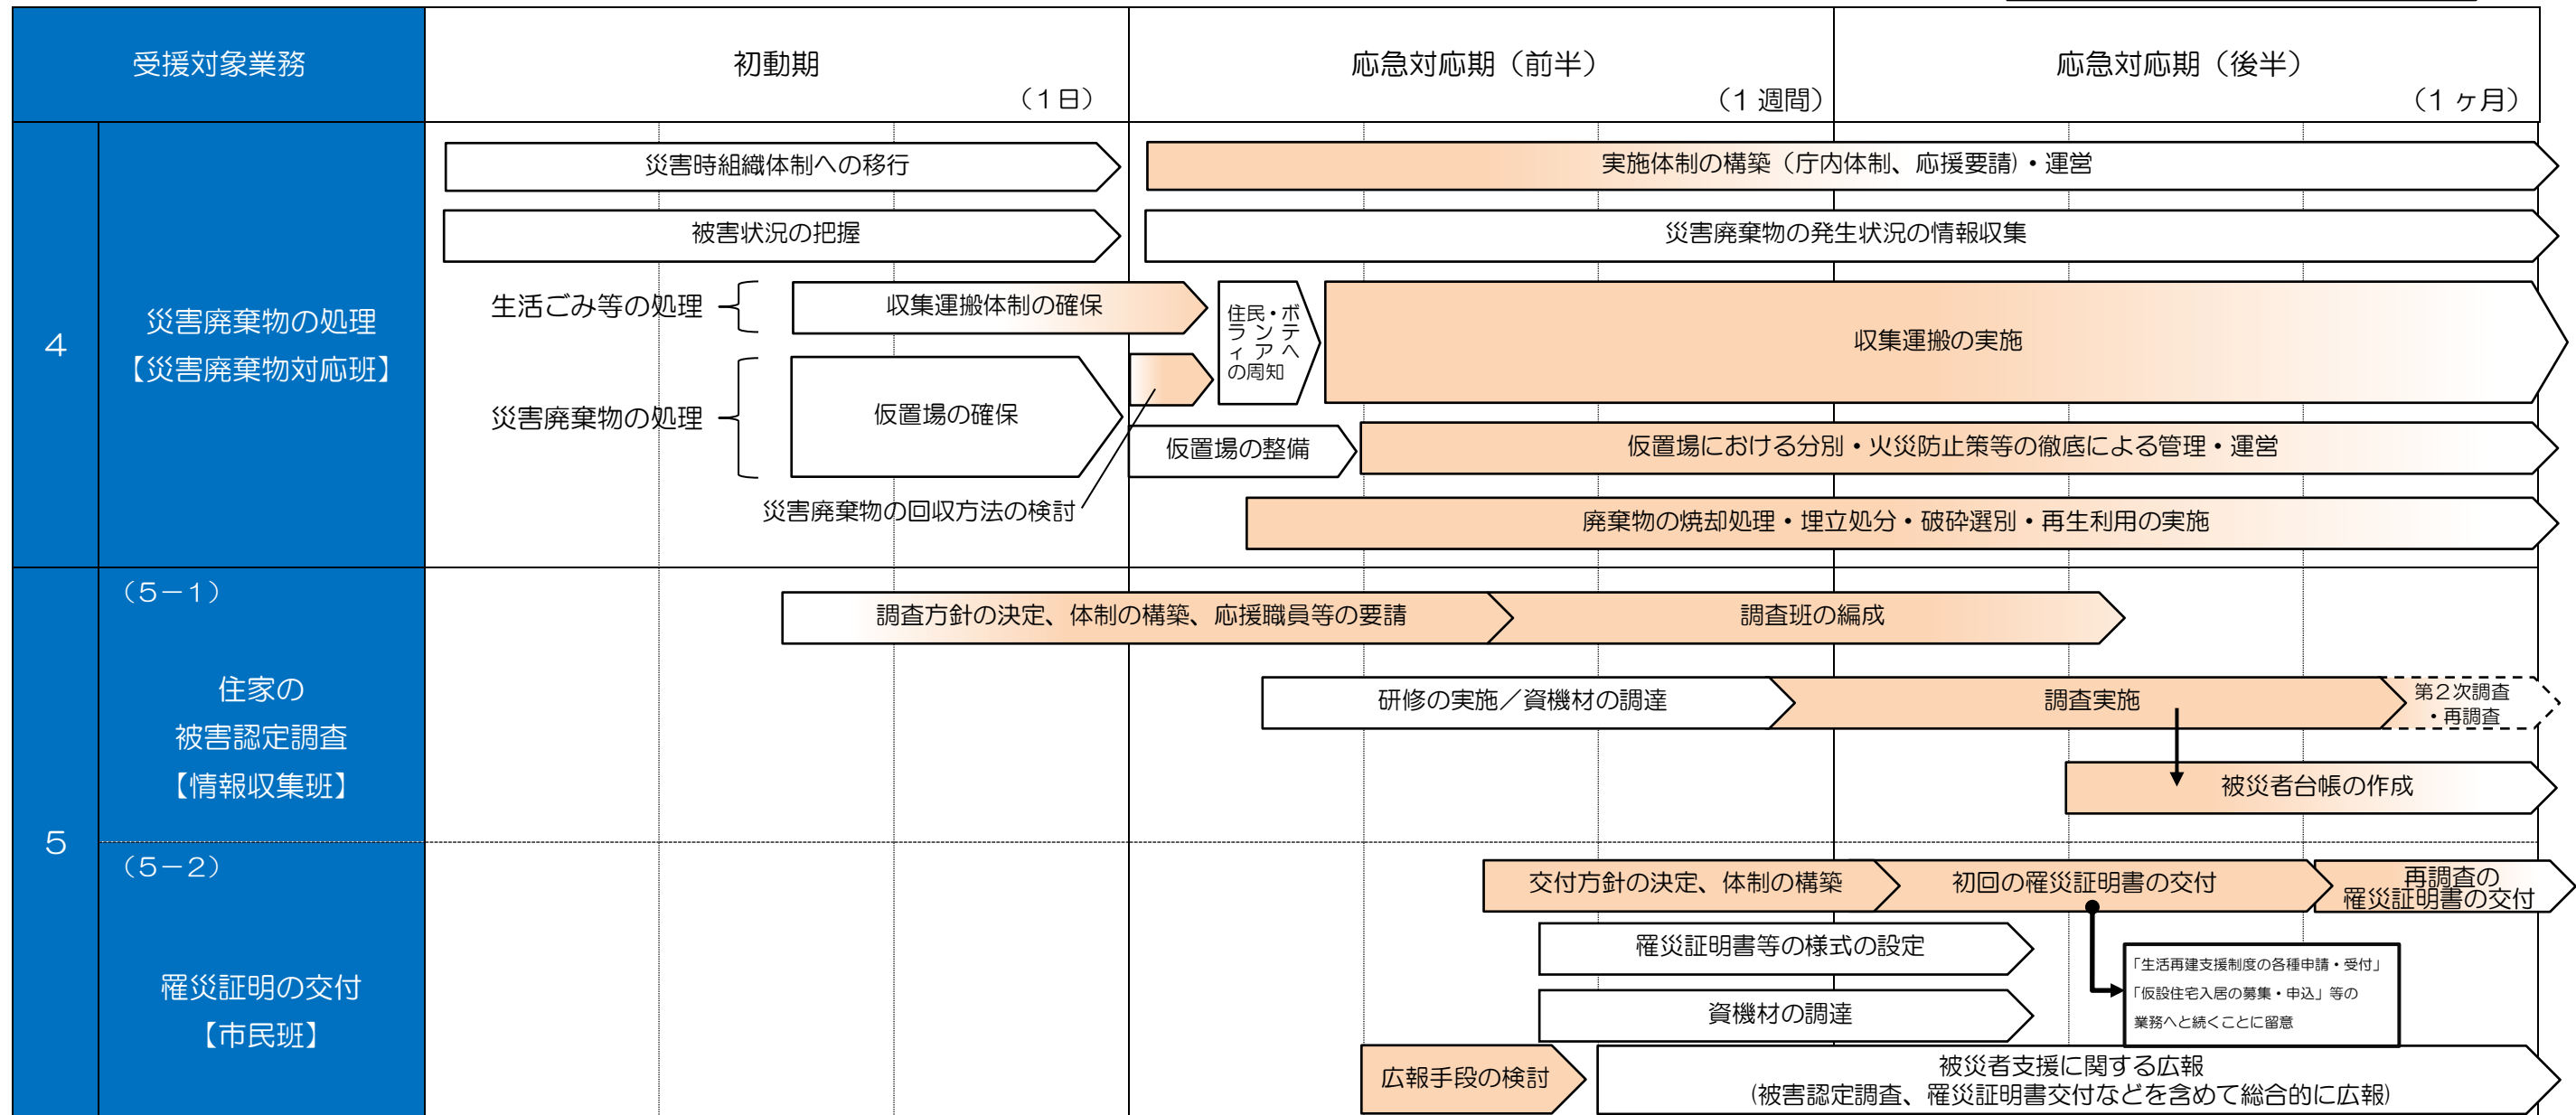 受援対象業務
初動期
（1日）
応急対応期（前半）
（1週間）
応急対応期（後半）
（1ヶ月）
4
災害廃棄物の処理
【災害廃棄物対応班】
災害時組織体制への移行
実施体制の構築（庁内体制、応援要請)・運営
被害状況の把握
災害廃棄物の発生状況の情報収集
生活ごみ等の処理
収集運搬体制の確保
住民・ボランティアへの周知
収集運搬の実施
災害廃棄物の処理
仮置場の確保
仮置場の整備
仮置場における分別・火災防止策等の徹底による管理・運営
災害廃棄物の回収方法の検討
廃棄物の焼却処理・埋立処分・破砕選別・再生利用の実施
5
（5－1）
住家の
被害認定調査
【情報収集班】
調査方針の決定、体制の構築、応援職員等の要請
調査班の編成
研修の実施／資機材の調達
調査実施
第2次調査
・再調査
被災者台帳の作成
（5－2）
罹災証明の交付
【市民班】
交付方針の決定、体制の構築
初回の罹災証明書の交付
再調査の
罹災証明書の交付
罹災証明書等の様式の設定
資機材の調達
「生活再建支援制度の各種申請・受付」
「仮設住宅入居の募集・申込」等の
業務へと続くことに留意
広報手段の検討
被災者支援に関する広報
(被害認定調査、罹災証明書交付などを含めて総合的に広報)